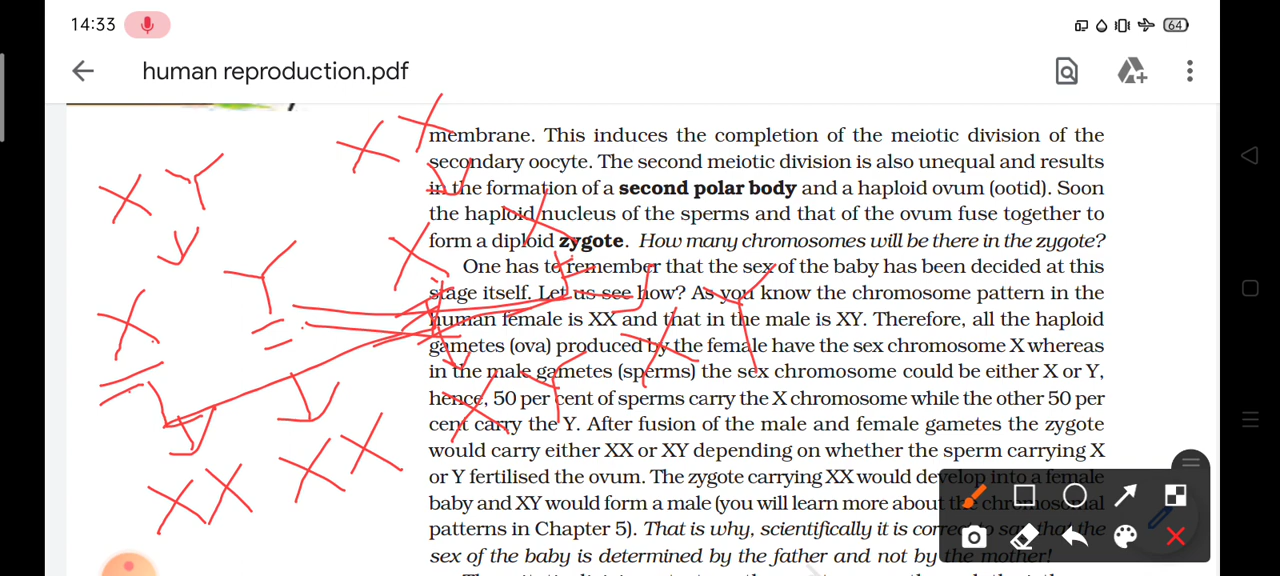 14:33
64
human reproduction.pdf
membrane. This induces the completion of the meiotic division of the
secondary oocyte. The second meiotic division is also unequal and results
in the formation of a second polar body and a haploid ovum (ootid). Soon
the haploid nucleus of the sperms and that of the ovum fuse together to
form a diploid zygote. How many chromosomes will be there in the zygote?
One has to remember that the sex of the baby has been decided at this
stage itself. Let us see how? As you know the chromosome pattern in the
human female is XX and that in the male is XY. Therefore, all the haploid
gametes (ova) produced by the female have the sex chromosome X whereas
in the male gametes (sperms) the sex chromosome could be either X or Y,
hence, 50 per cent of sperms carry the X chromosome while the other 50 per
cent carry the Y. After fusion of the male and female gametes the zygote
would carry either XX or XY depending on whether the sperm carrying X
or Y fertilised the ovum. The zygote carrying XX would develop into a female
baby and XY would form a male (you will learn more about the chromosomal
patterns in Chapter 5). That is why, scientifically it is correct to say that the
sex of the baby is determined by the father and not by the mother!
X X
X Y
Y
X
X Y
X
X Y
X X
X X